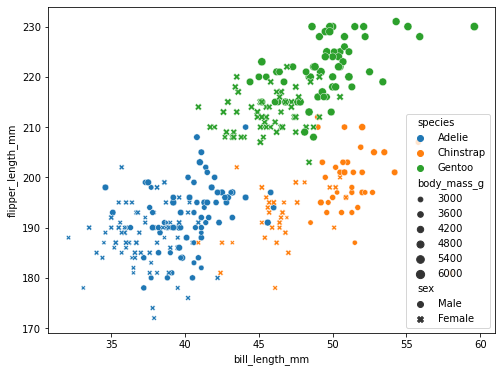 230
220
210
200
190
180
170
flipper_length_mm
35
40
45
50
55
60
bill_length_mm
species
Adelie
Chinstrap
Gentoo
body_mass_g
3000
3600
4200
4800
5400
6000
sex
Male
Female